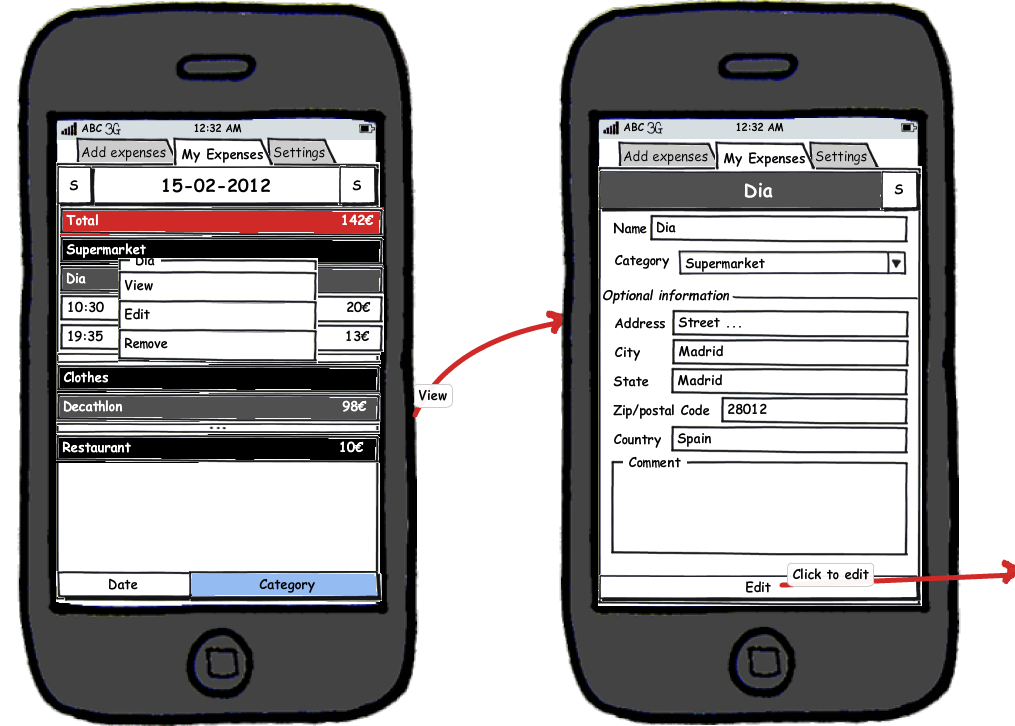 ABC 3G 12:32 AM
Add expenses My Expenses Settings
S 15-02-2012 S
Total 142€
Supermarket
Dia
Dia
View
10:30 20€
Edit
19:35 13€
Remove
Clothes
Decathlon 98€
...
Restaurant 10€
Date Category
View
ABC 3G 12:32 AM
Add expenses My Expenses Settings
Dia S
Name Dia
Category Supermarket
Optional information
Address Street ...
City Madrid
State Madrid
Zip/postal Code 28012
Country Spain
Comment
Click to edit
Edit